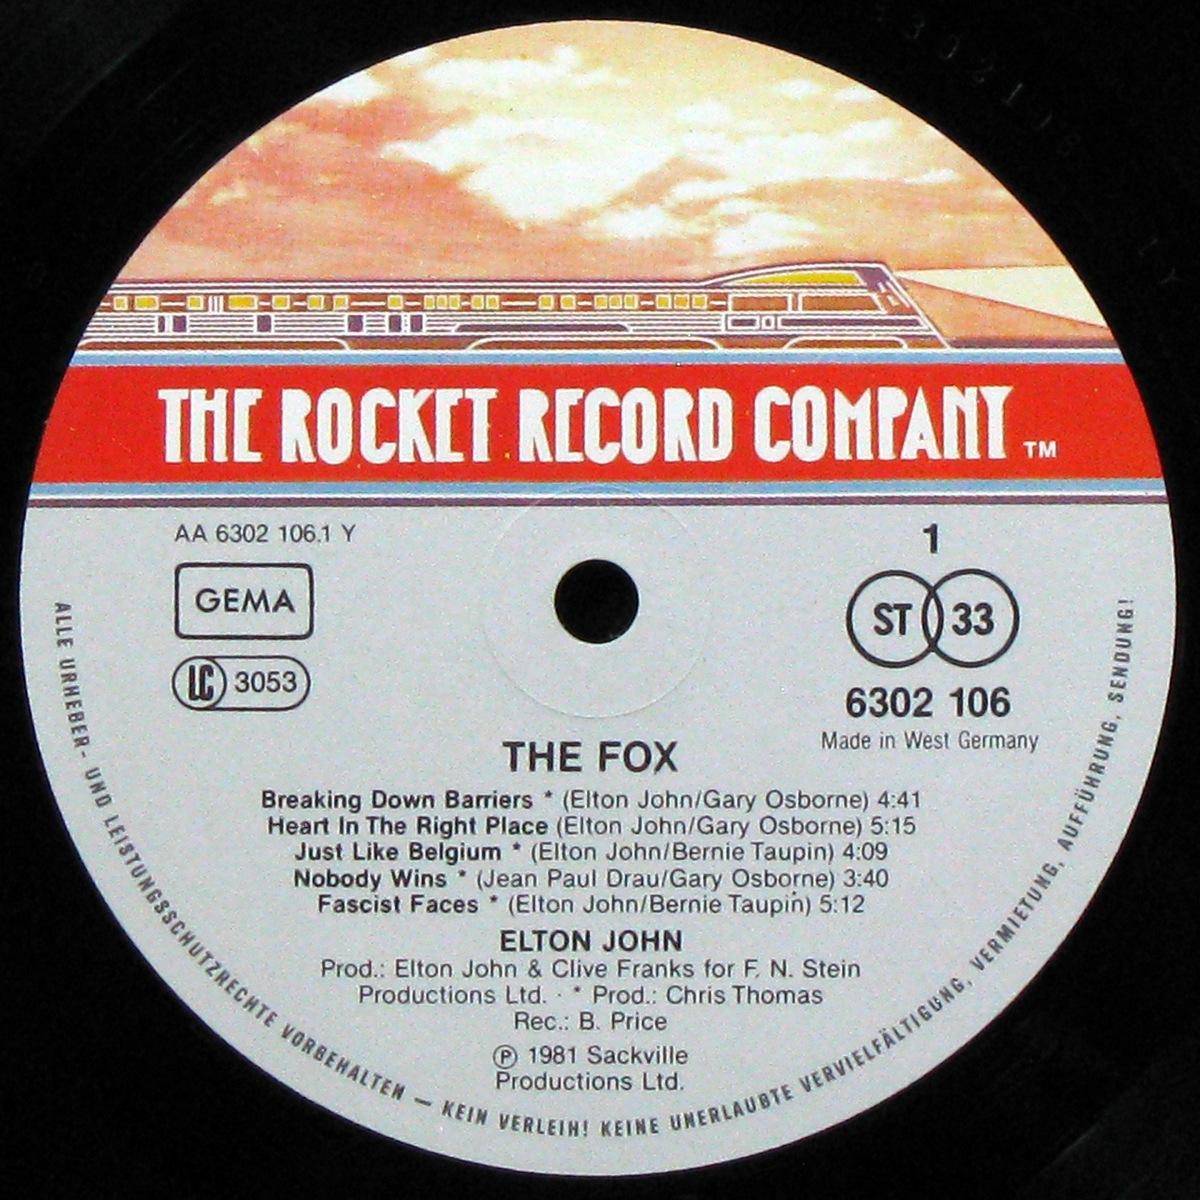 THE ROCKET RECORD COMPANY TM
AA 6302 106.1 Y
GEMA
LC 3053
1
ST 33
6302 106
Made in West Germany
THE FOX
Breaking Down Barriers * (Elton John/Gary Osborne) 4:41
Heart In The Right Place (Elton John/Gary Osborne) 5:15
Just Like Belgium * (Elton John/Bernie Taupin) 4:09
Nobody Wins * (Jean Paul Drau/Gary Osborne) 3:40
Fascist Faces * (Elton John/Bernie Taupin) 5:12
ELTON JOHN
Prod.: Elton John & Clive Franks for F. N. Stein
Productions Ltd. · * Prod.: Chris Thomas
Rec.: B. Price
℗ 1981 Sackville
Productions Ltd.
ALLE URHEBER- UND LEISTUNGSSCHUTZRECHTE VORBEHALTEN — KEIN VERLEIH! KEINE UNERLAUBTE VERVIELFÄLTIGUNG, VERMIETUNG, AUFFÜHRUNG, SENDUNG!